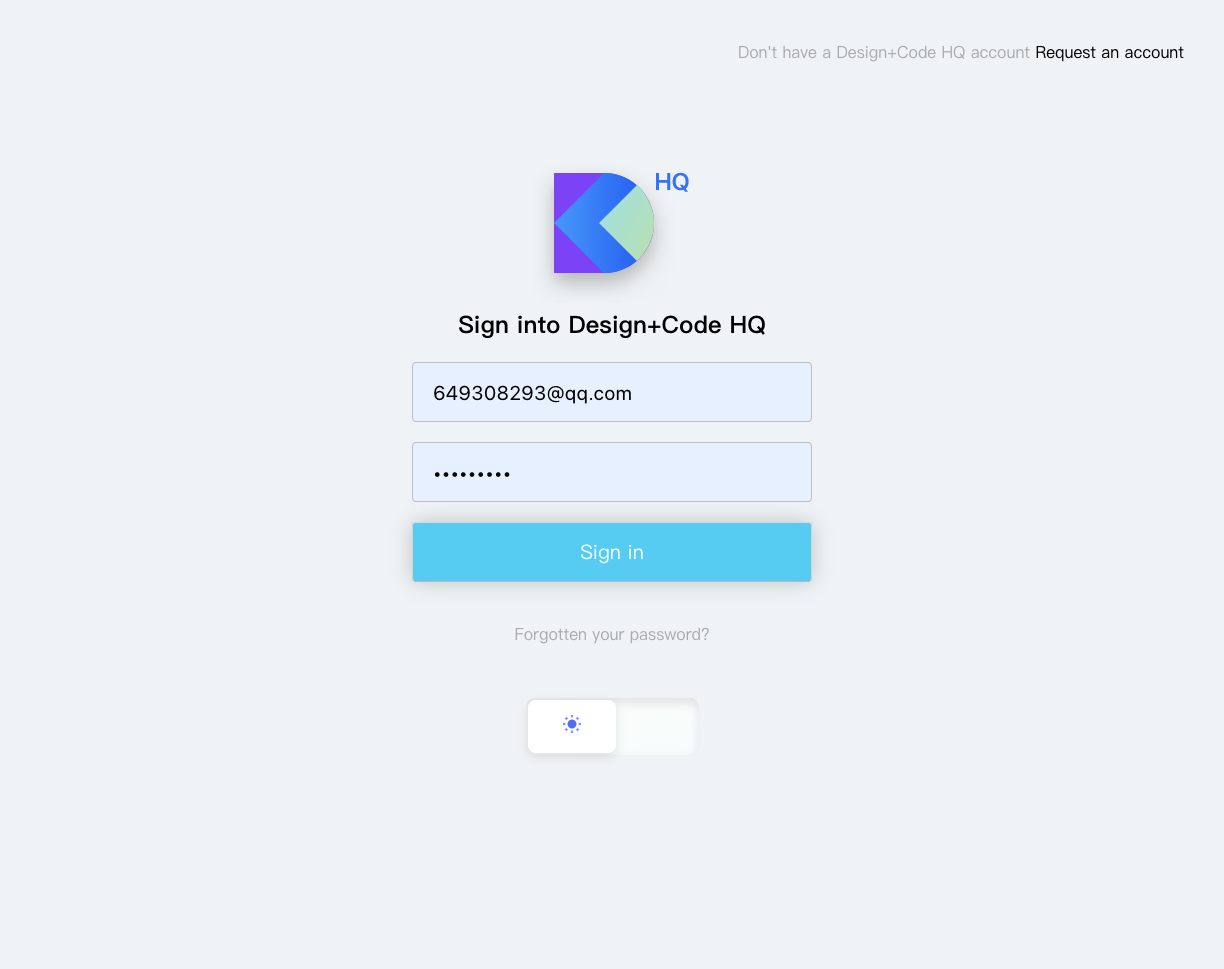 Don't have a Design+Code HQ account Request an account
HQ
Sign into Design+Code HQ
649308293@qq.com
•••••••••
Sign in
Forgotten your password?